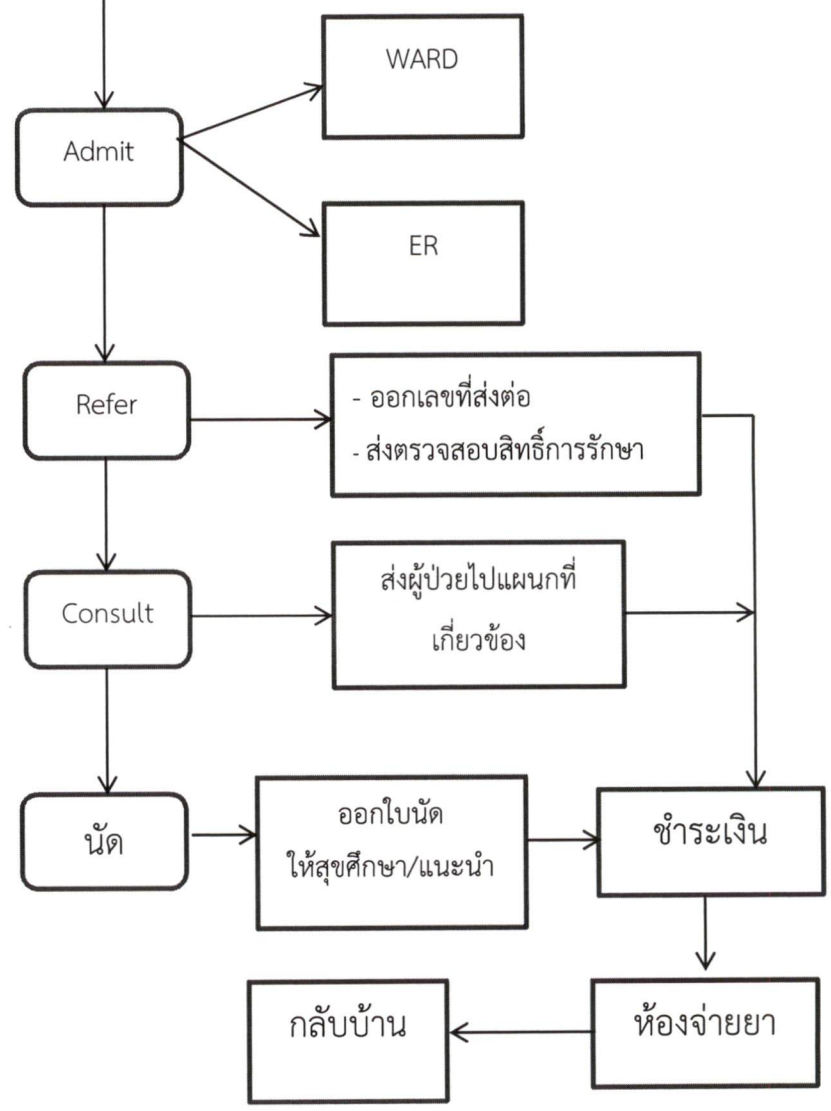 WARD
Admit
ER
Refer
- ออกเลขที่ส่งต่อ
- ส่งตรวจสอบสิทธิ์การรักษา
Consult
ส่งผู้ป่วยไปแผนกที่
เกี่ยวข้อง
นัด
ออกใบนัด
ให้สุขศึกษา/แนะนำ
ชำระเงิน
กลับบ้าน
ห้องจ่ายยา